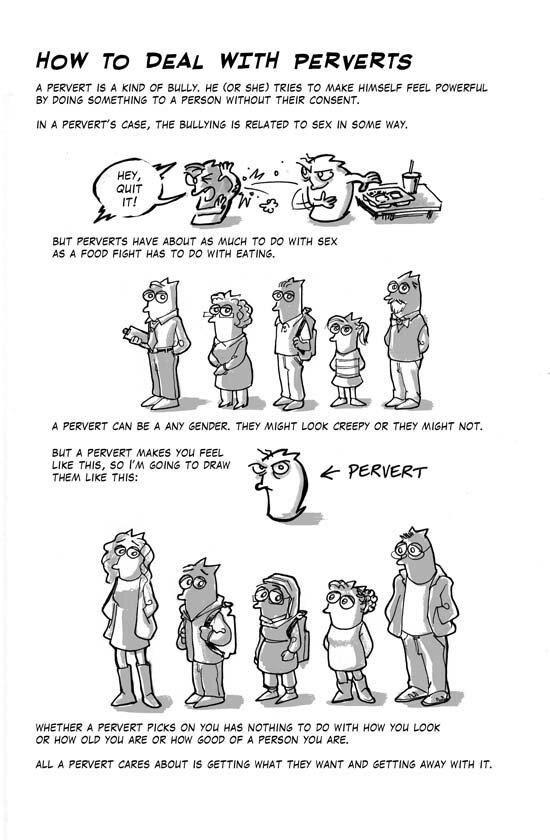 HOW TO DEAL WITH PERVERTS
A PERVERT IS A KIND OF BULLY. HE (OR SHE) TRIES TO MAKE HIMSELF FEEL POWERFUL
BY DOING SOMETHING TO A PERSON WITHOUT THEIR CONSENT.
IN A PERVERT'S CASE, THE BULLYING IS RELATED TO SEX IN SOME WAY.
HEY,
QUIT
IT!
BUT PERVERTS HAVE ABOUT AS MUCH TO DO WITH SEX
AS A FOOD FIGHT HAS TO DO WITH EATING.
A PERVERT CAN BE A ANY GENDER. THEY MIGHT LOOK CREEPY OR THEY MIGHT NOT.
BUT A PERVERT MAKES YOU FEEL
LIKE THIS, SO I'M GOING TO DRAW
THEM LIKE THIS:
← PERVERT
WHETHER A PERVERT PICKS ON YOU HAS NOTHING TO DO WITH HOW YOU LOOK
OR HOW OLD YOU ARE OR HOW GOOD OF A PERSON YOU ARE.
ALL A PERVERT CARES ABOUT IS GETTING WHAT THEY WANT AND GETTING AWAY WITH IT.